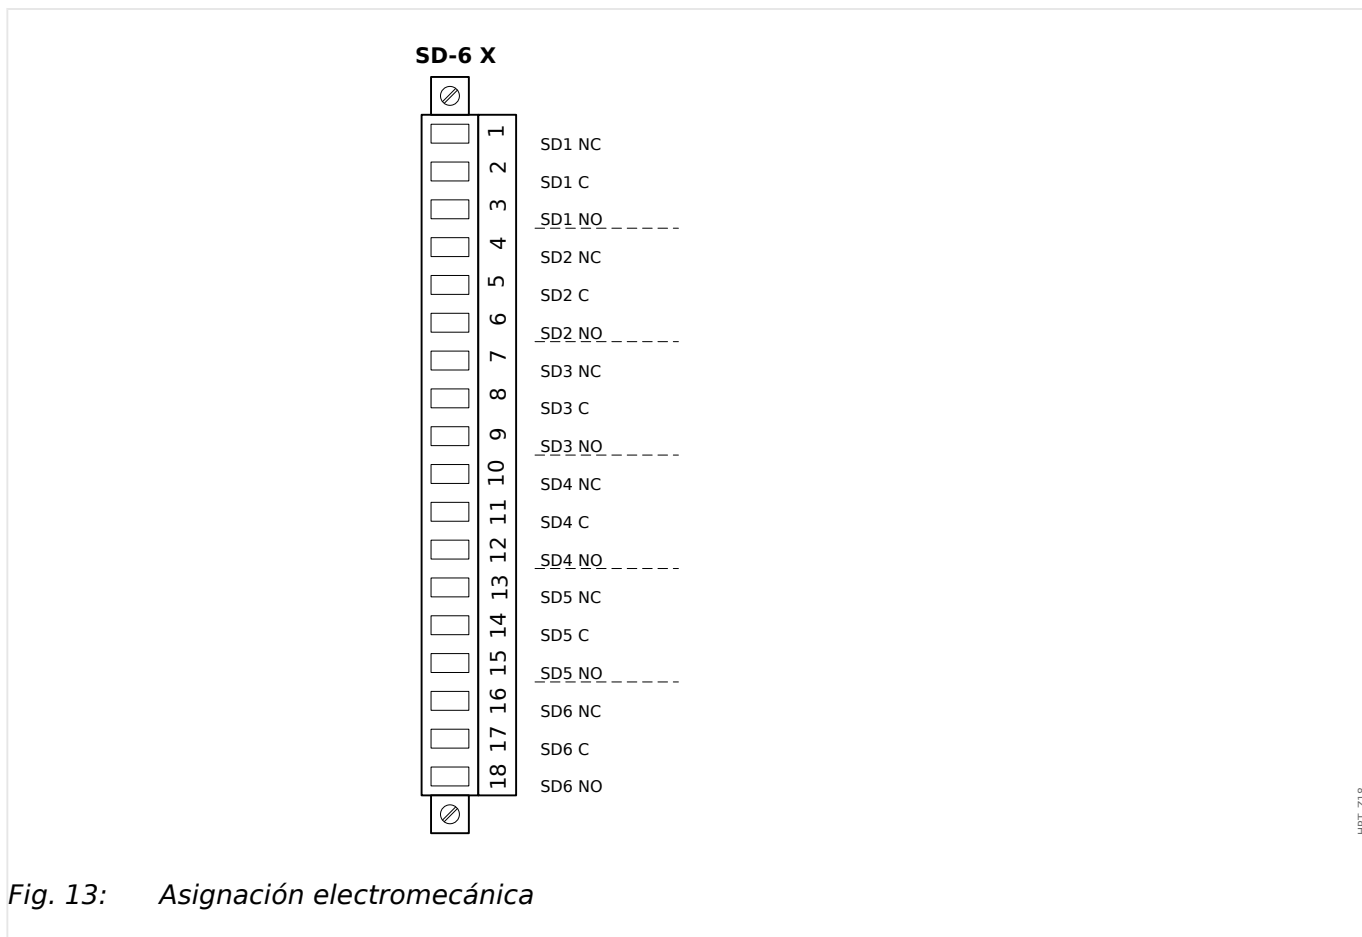 SD-6 X
1 SD1 NC
2 SD1 C
3 SD1 NO
4 SD2 NC
5 SD2 C
6 SD2 NO
7 SD3 NC
8 SD3 C
9 SD3 NO
10 SD4 NC
11 SD4 C
12 SD4 NO
13 SD5 NC
14 SD5 C
15 SD5 NO
16 SD6 NC
17 SD6 C
18 SD6 NO
Fig. 13: Asignación electromecánica